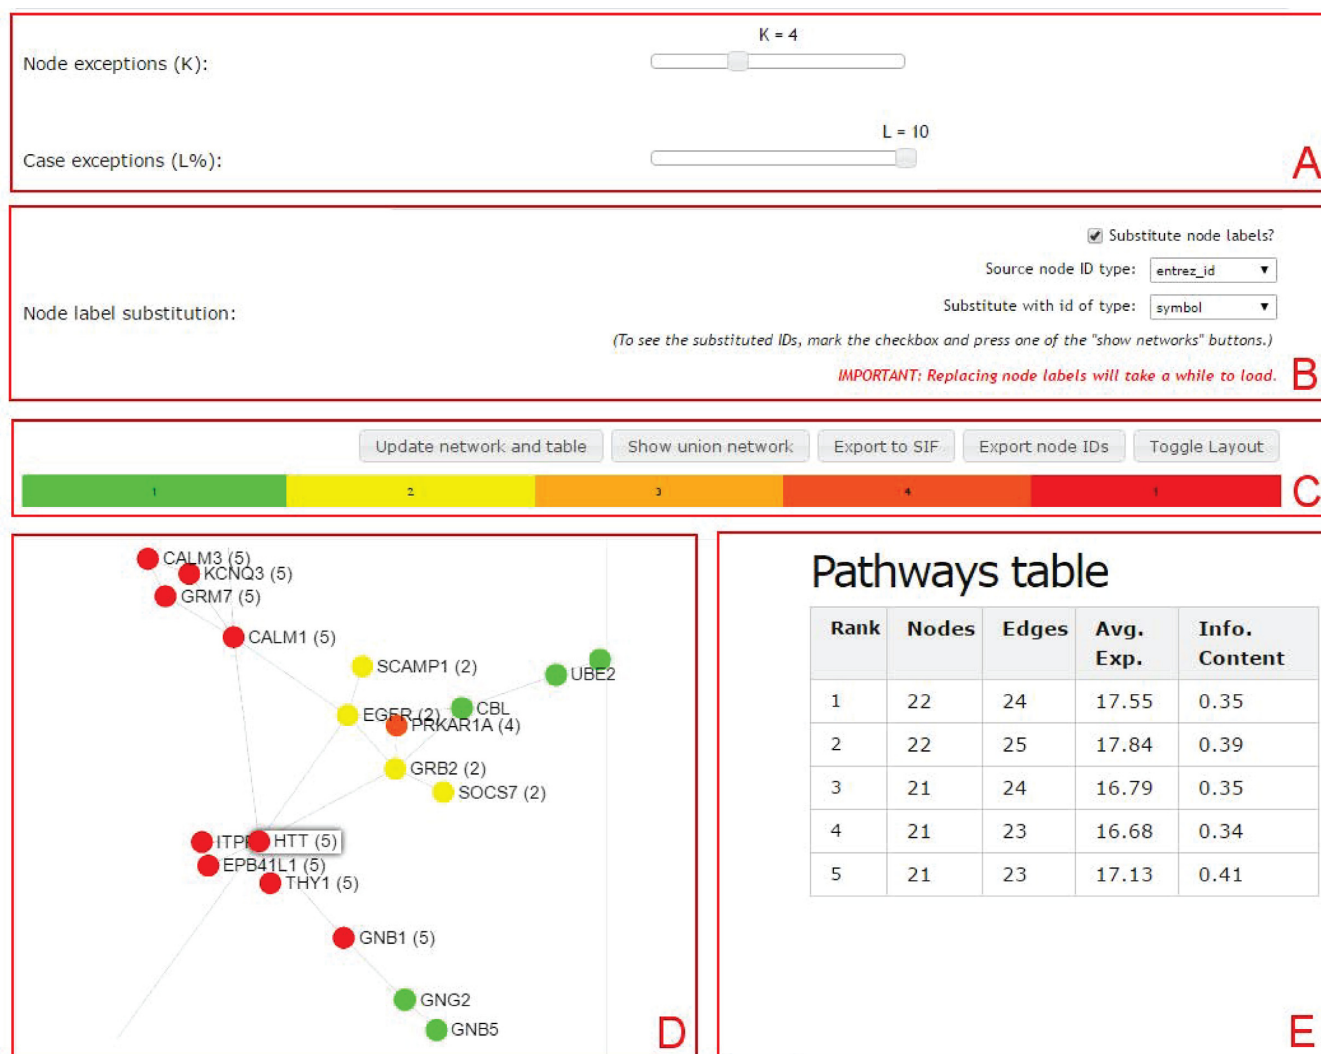 K = 4
Node exceptions (K):
L = 10
Case exceptions (L%):
A
Substitute node labels?
Source node ID type: entrez_id
Substitute with id of type: symbol
Node label substitution:
(To see the substituted IDs, mark the checkbox and press one of the "show networks" buttons.)
IMPORTANT: Replacing node labels will take a while to load.
B
Update network and table Show union network Export to SIF Export node IDs Toggle Layout
1 2 3 4 1
C
CALM3 (5)
KCNQ3 (5)
GRM7 (5)
CALM1 (5)
SCAMP1 (2)
UBE2
EGFR (2)
CBL
PRKAR1A (4)
GRB2 (2)
SOCS7 (2)
HTT (5)
EPB41L1 (5)
THY1 (5)
GNB1 (5)
GNG2
GNB5
D
Pathways table
Rank Nodes Edges Avg. Exp. Info. Content
1 22 24 17.55 0.35
2 22 25 17.84 0.39
3 21 24 16.79 0.35
4 21 23 16.68 0.34
5 21 23 17.13 0.41
E